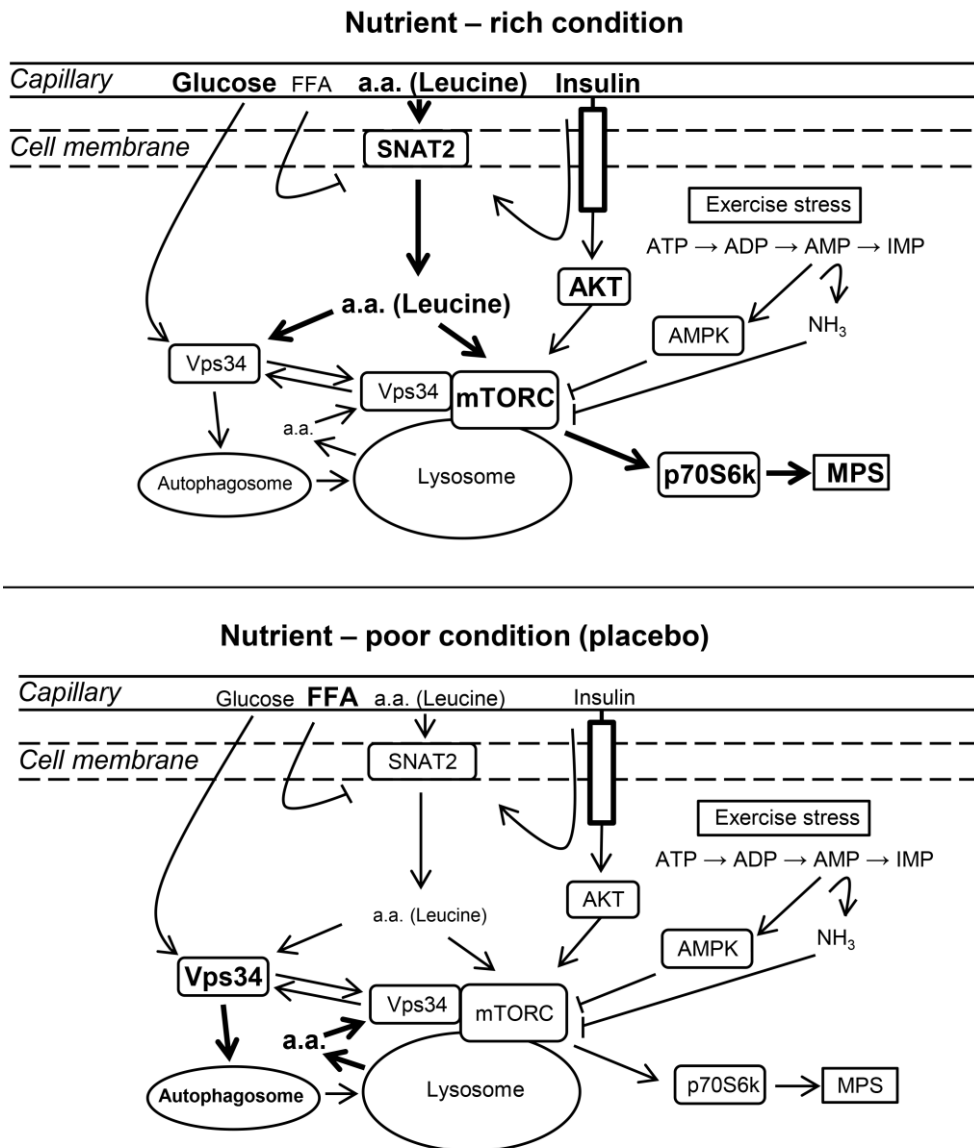 Nutrient – rich condition
Capillary Glucose FFA a.a. (Leucine) Insulin
Cell membrane SNAT2
Exercise stress
ATP → ADP → AMP → IMP
AKT
a.a. (Leucine)
AMPK NH3
Vps34
Vps34 mTORC
a.a.
Autophagosome Lysosome p70S6k MPS
Nutrient – poor condition (placebo)
Capillary Glucose FFA a.a. (Leucine) Insulin
Cell membrane SNAT2
Exercise stress
ATP → ADP → AMP → IMP
AKT
a.a. (Leucine)
AMPK NH3
Vps34
Vps34 mTORC
a.a.
Autophagosome Lysosome p70S6k MPS